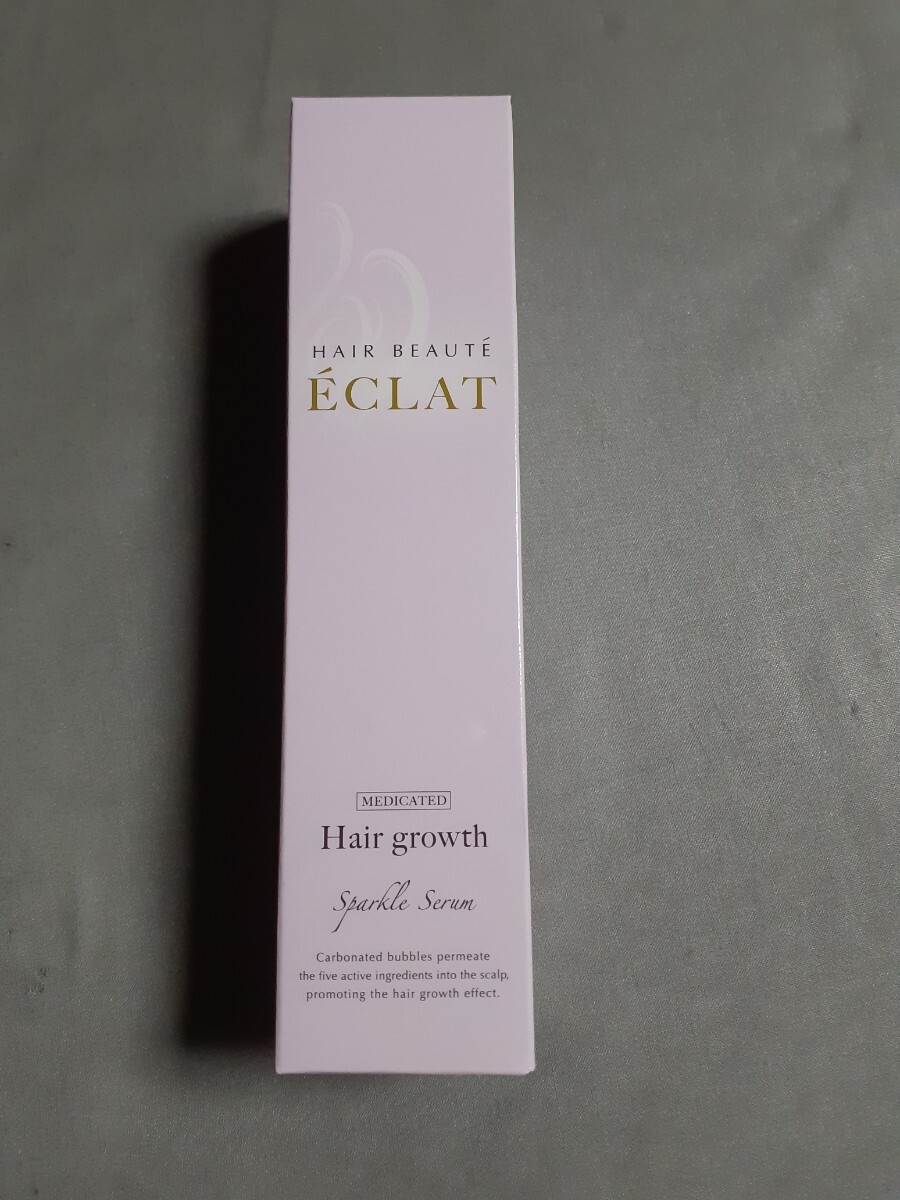 HAIR BEAUTÉ
ÉCLAT
MEDICATED
Hair growth
Sparkle Serum
Carbonated bubbles permeate
the five active ingredients into the scalp,
promoting the hair growth effect.